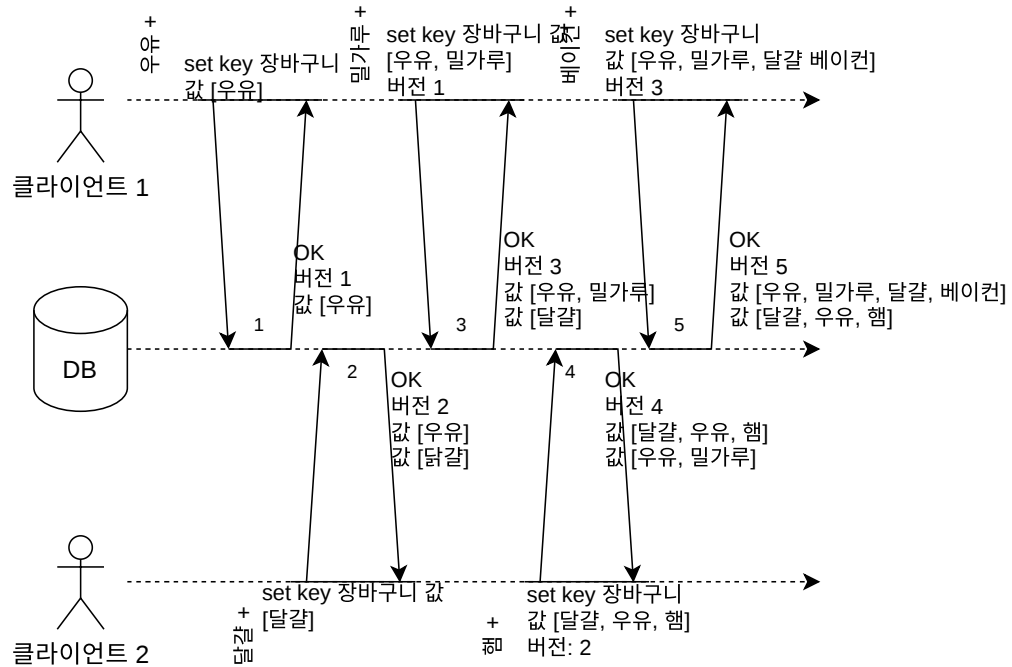 우유 +
set key 장바구니
값 [우유]
밀가루 +
set key 장바구니 값
[우유, 밀가루]
버전 1
베이컨 +
set key 장바구니
값 [우유, 밀가루, 달걀 베이컨]
버전 3
클라이언트 1
OK
버전 1
값 [우유]
OK
버전 3
값 [우유, 밀가루]
값 [달걀]
OK
버전 5
값 [우유, 밀가루, 달걀, 베이컨]
값 [달걀, 우유, 햄]
1
3
5
DB
2
4
OK
버전 2
값 [우유]
값 [닭걀]
OK
버전 4
값 [달걀, 우유, 햄]
값 [우유, 밀가루]
달걀 +
set key 장바구니 값
[달걀]
햄 +
set key 장바구니
값 [달걀, 우유, 햄]
버전: 2
클라이언트 2